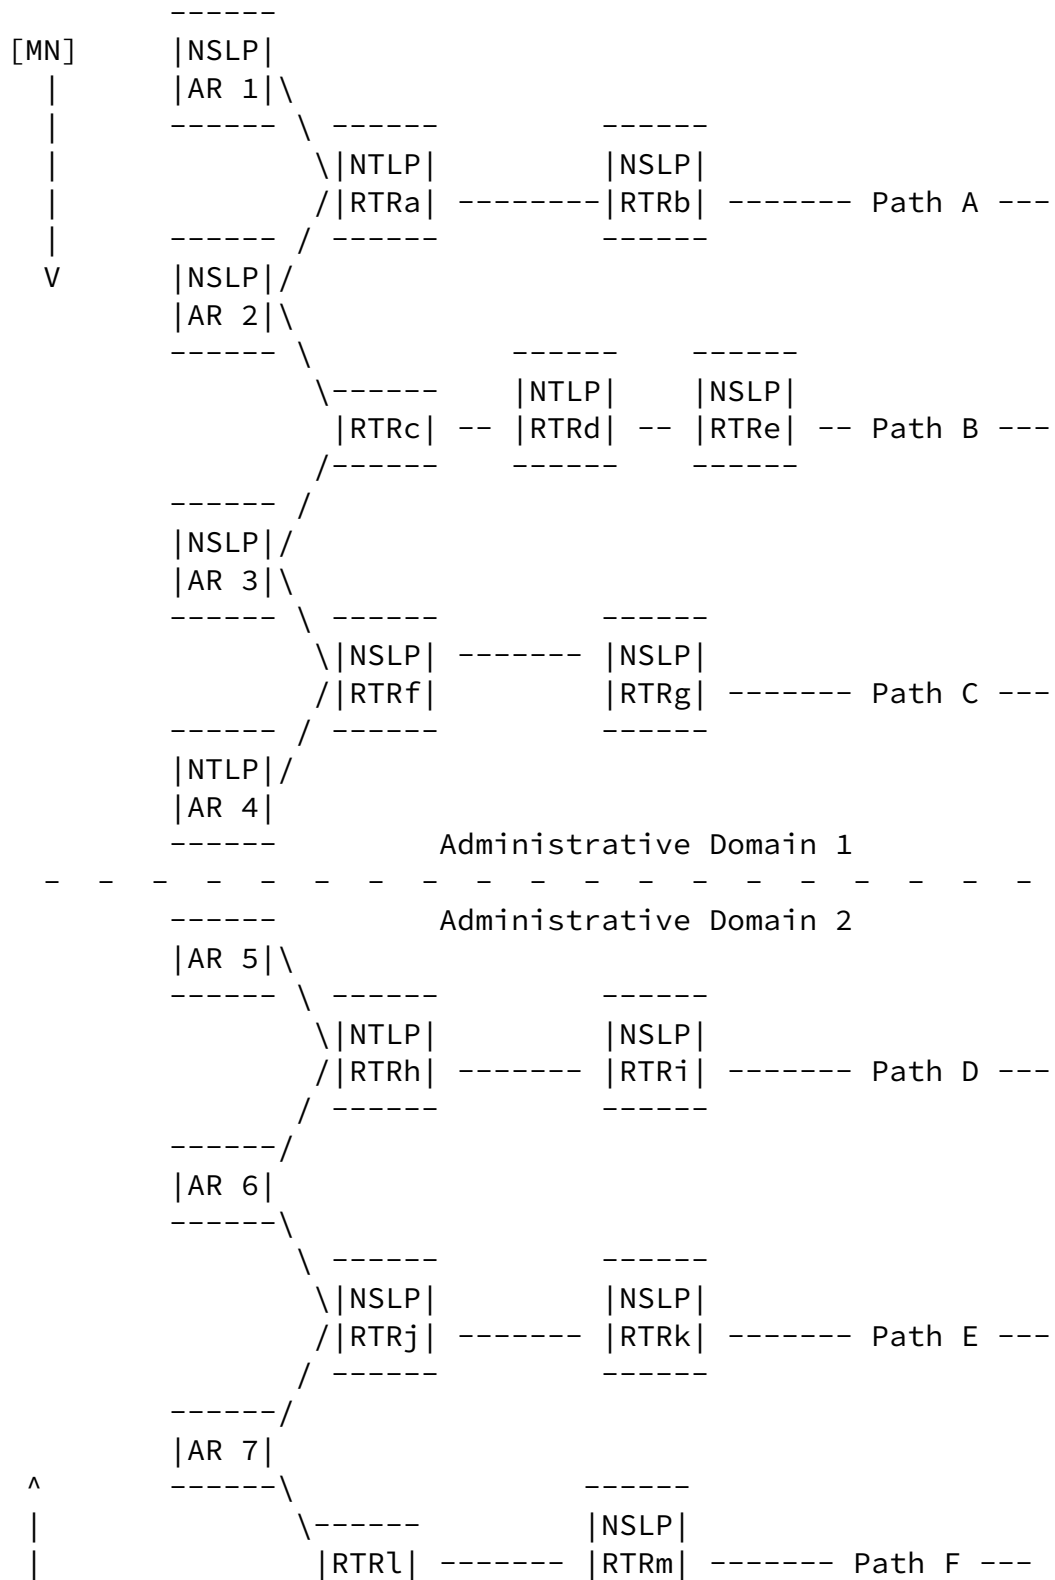 ------
[MN]     |NSLP|
  |      |AR 1|\
  |      ------ \ ------         ------
  |              \|NTLP|         |NSLP|
  |              /|RTRa| --------|RTRb| ------- Path A ---
  |      ------ / ------         ------
  V      |NSLP|/
         |AR 2|\
         ------ \           ------    ------
                 \------    |NTLP|    |NSLP|
                  |RTRc| -- |RTRd| -- |RTRe| -- Path B ---
                 /------    ------    ------
         ------ /
         |NSLP|/
         |AR 3|\
         ------ \ ------         ------
                 \|NSLP| ------- |NSLP|
                 /|RTRf|         |RTRg| ------- Path C ---
         ------ / ------         ------
         |NTLP|/
         |AR 4|
         ------         Administrative Domain 1
  -  -  -  -  -  -  -  -  -  -  -  -  -  -  -  -  -  -  -
         ------         Administrative Domain 2
         |AR 5|\
         ------ \ ------         ------
                 \|NTLP|         |NSLP|
                 /|RTRh| ------- |RTRi| ------- Path D ---
                / ------         ------
         ------/
         |AR 6|
         ------\
                \ ------         ------
                 \|NSLP|         |NSLP|
                 /|RTRj| ------- |RTRk| ------- Path E ---
                / ------         ------
         ------/
         |AR 7|
 ^       ------\                ------
 |              \------         |NSLP|
 |               |RTRl| ------- |RTRm| ------- Path F ---